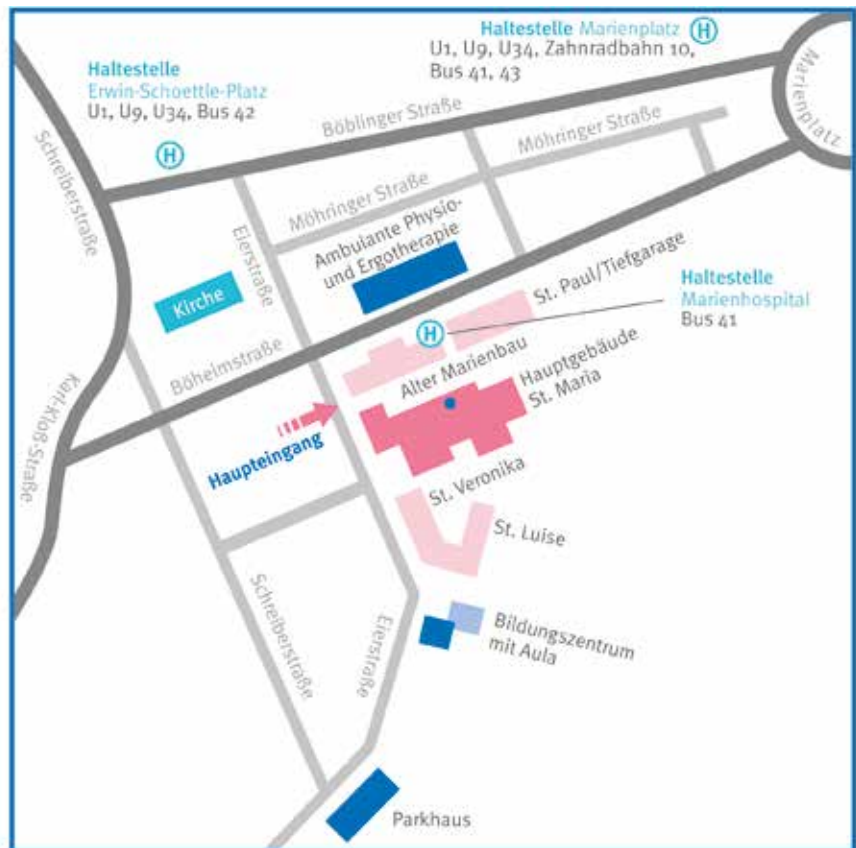 Haltestelle Marienplatz H
U1, U9, U34, Zahnradbahn 10,
Bus 41, 43
Marienplatz
Haltestelle
Erwin-Schoettle-Platz
U1, U9, U34, Bus 42
H
Böblinger Straße
Möhringer Straße
Möhringer Straße
Schreiberstraße
Eierstraße
Ambulante Physio-
und Ergotherapie
Kirche
St. Paul/Tiefgarage
Haltestelle
Marienhospital
Bus 41
H
Böheimstraße
Alter Marienbau
Hauptgebäude
St. Maria
Karl-Kloß-Straße
Haupteingang
St. Veronika
St. Luise
Schreiberstraße
Eierstraße
Bildungszentrum
mit Aula
Parkhaus